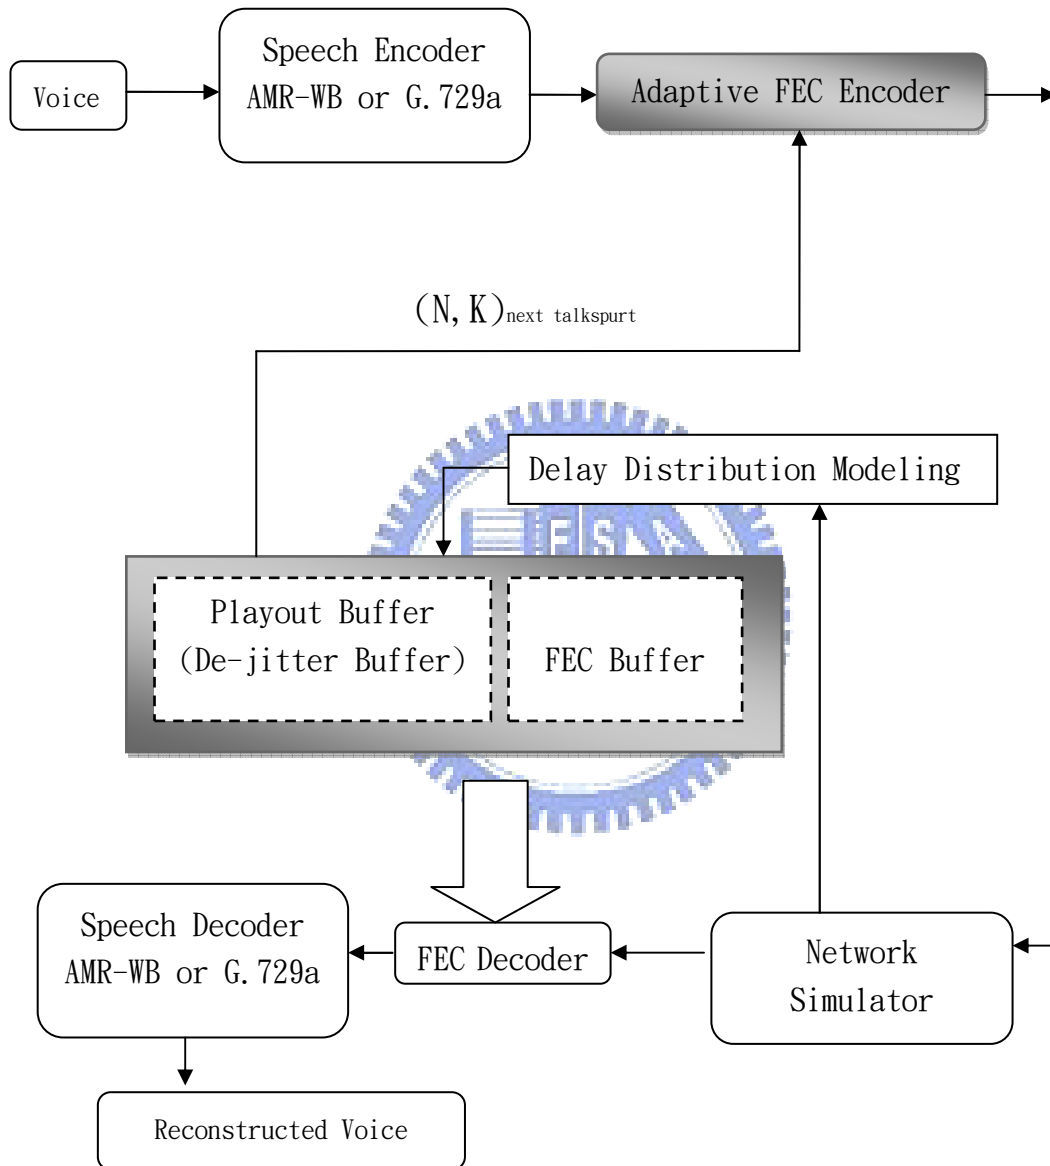 Voice
Speech Encoder
AMR-WB or G.729a
Adaptive FEC Encoder
(N,K)next talkspurt
Delay Distribution Modeling
Playout Buffer
(De-jitter Buffer)
FEC Buffer
Speech Decoder
AMR-WB or G.729a
FEC Decoder
Network
Simulator
Reconstructed Voice